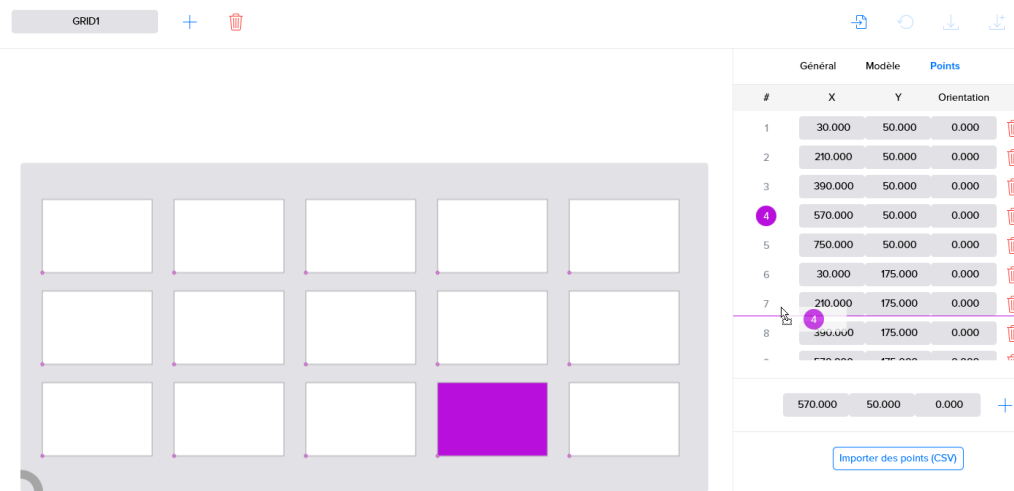 GRID1
Général Modèle Points
# X Y Orientation
1 30.000 50.000 0.000
2 210.000 50.000 0.000
3 390.000 50.000 0.000
4 570.000 50.000 0.000
5 750.000 50.000 0.000
6 30.000 175.000 0.000
7 210.000 175.000 0.000
4
8 390.000 175.000 0.000
570.000 50.000 0.000
Importer des points (CSV)